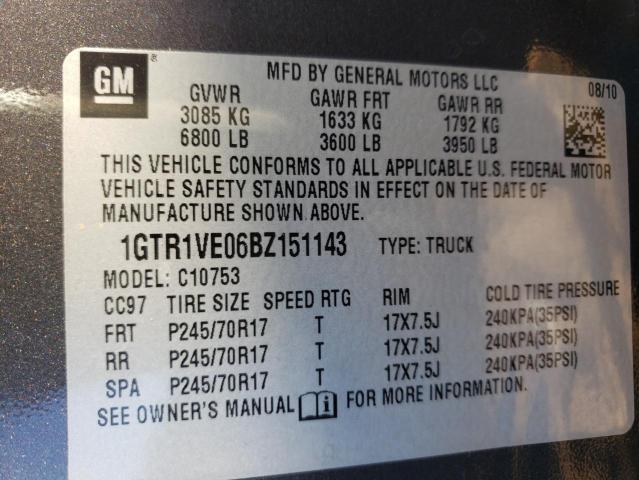 GM ®
MFD BY GENERAL MOTORS LLC 08/10
GVWR GAWR FRT GAWR RR
3085 KG 1633 KG 1792 KG
6800 LB 3600 LB 3950 LB
THIS VEHICLE CONFORMS TO ALL APPLICABLE U.S. FEDERAL MOTOR
VEHICLE SAFETY STANDARDS IN EFFECT ON THE DATE OF
MANUFACTURE SHOWN ABOVE.
1GTR1VE06BZ151143 TYPE: TRUCK
MODEL: C10753
CC97 TIRE SIZE SPEED RTG RIM COLD TIRE PRESSURE
FRT P245/70R17 T 17X7.5J 240KPA(35PSI)
RR P245/70R17 T 17X7.5J 240KPA(35PSI)
SPA P245/70R17 T 17X7.5J 240KPA(35PSI)
SEE OWNER'S MANUAL i FOR MORE INFORMATION.